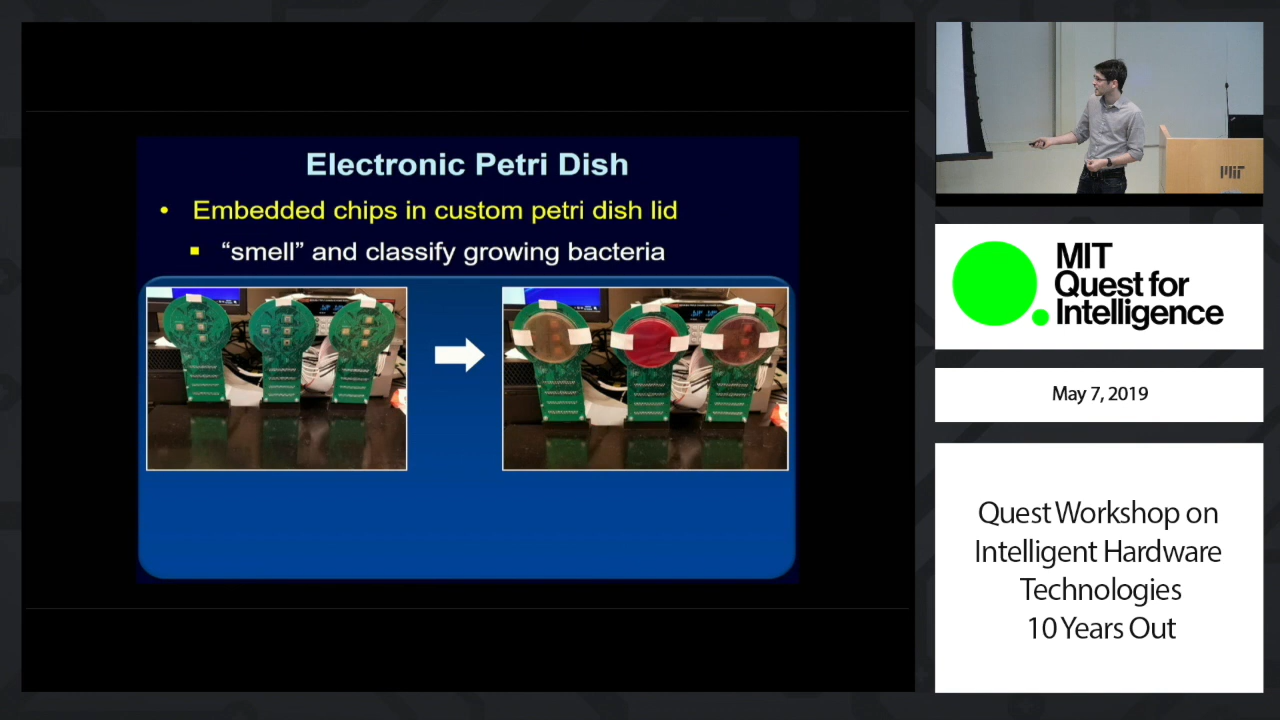 Electronic Petri Dish
• Embedded chips in custom petri dish lid
▪ “smell” and classify growing bacteria
MIT
MIT
Quest for
Intelligence
May 7, 2019
Quest Workshop on
Intelligent Hardware
Technologies
10 Years Out